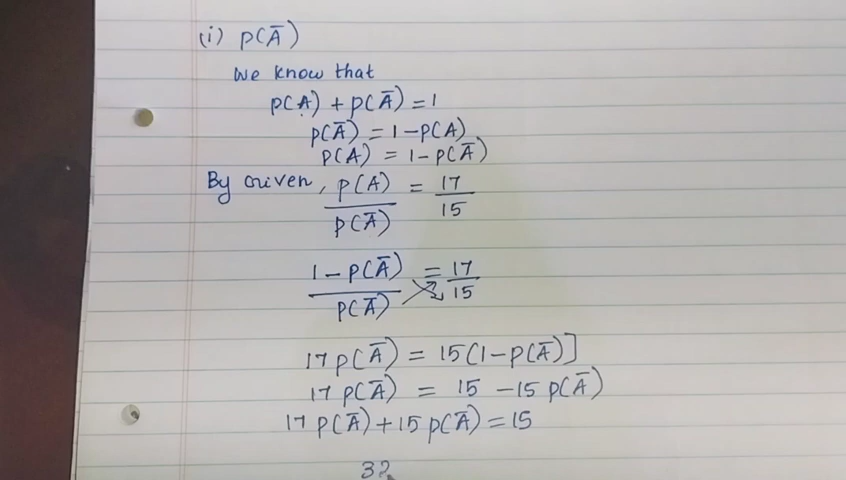 (i) P(Ā)
We know that
P(A) + P(Ā) = 1
P(Ā) = 1 - P(A)
P(A) = 1 - P(Ā)
By Given, P(A)/P(Ā) = 17/15
1 - P(Ā)/P(Ā) = 17/15
17 P(Ā) = 15(1 - P(Ā)]
17 P(Ā) = 15 - 15 P(Ā)
17 P(Ā) + 15 P(Ā) = 15
32